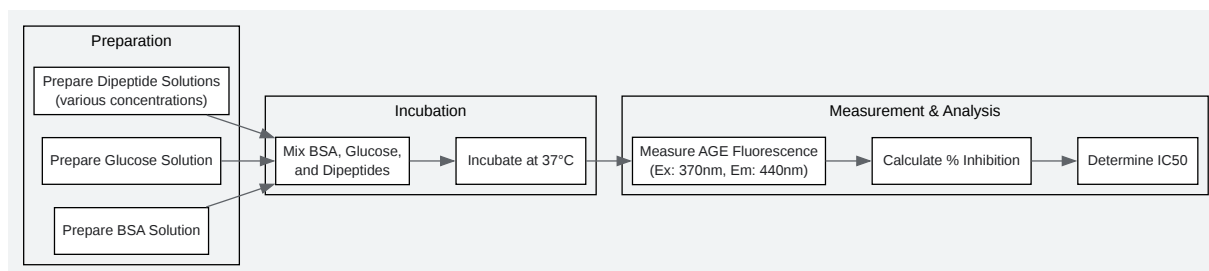 Preparation
Prepare Dipeptide Solutions
(various concentrations)
Prepare Glucose Solution
Prepare BSA Solution
Incubation
Mix BSA, Glucose,
and Dipeptides
Incubate at 37°C
Measurement & Analysis
Measure AGE Fluorescence
(Ex: 370nm, Em: 440nm)
Calculate % Inhibition
Determine IC50